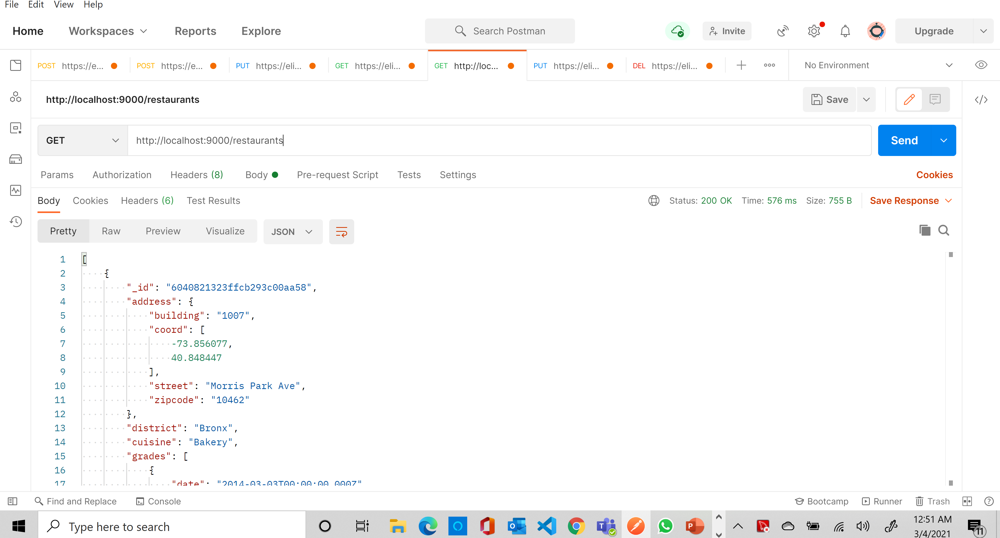 File Edit View Help
Home Workspaces Reports Explore Search Postman Invite Upgrade
POST https://e... POST https://e... PUT https://eli... GET https://eli... GET http://loc... PUT https://eli... DEL https://eli... No Environment
http://localhost:9000/restaurants Save
GET http://localhost:9000/restaurants Send
Params Authorization Headers (8) Body Pre-request Script Tests Settings Cookies
Body Cookies Headers (6) Test Results Status: 200 OK Time: 576 ms Size: 755 B Save Response
Pretty Raw Preview Visualize JSON
1 [
2 {
3 "_id": "6040821323ffcb293c00aa58",
4 "address": {
5 "building": "1007",
6 "coord": [
7 -73.856077,
8 40.848447
9 ],
10 "street": "Morris Park Ave",
11 "zipcode": "10462"
12 },
13 "district": "Bronx",
14 "cuisine": "Bakery",
15 "grades": [
16 {
17 "date": "2014-03-03T00:00:00.000Z"
Find and Replace Console Bootcamp Runner Trash
Type here to search 12:51 AM
3/4/2021 11